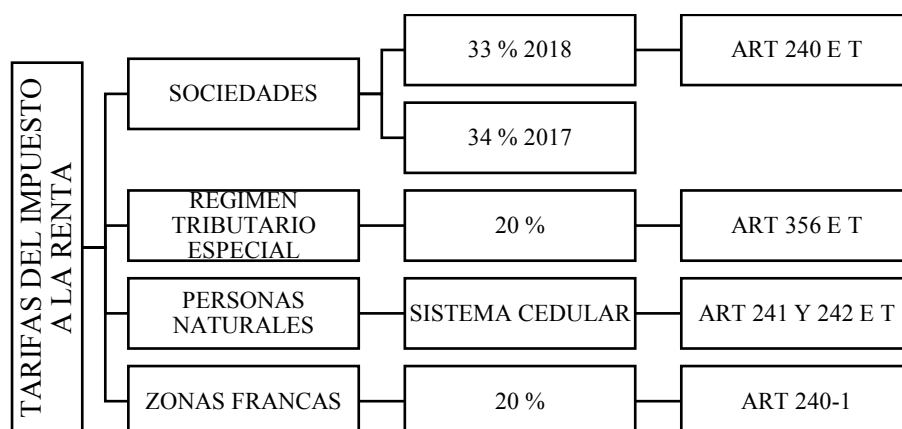 TARIFAS DEL IMPUESTO
A LA RENTA
SOCIEDADES
33 % 2018
ART 240 E T
34 % 2017
REGIMEN
TRIBUTARIO
ESPECIAL
20 %
ART 356 E T
PERSONAS
NATURALES
SISTEMA CEDULAR
ART 241 Y 242 E T
ZONAS FRANCAS
20 %
ART 240-1